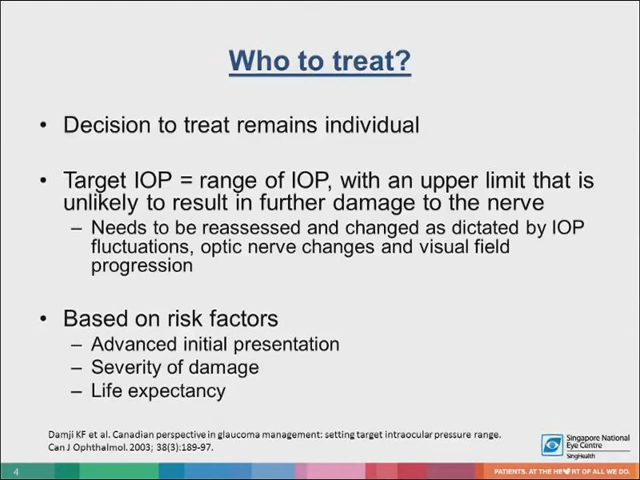 Who to treat?
• Decision to treat remains individual
• Target IOP = range of IOP, with an upper limit that is
unlikely to result in further damage to the nerve
– Needs to be reassessed and changed as dictated by IOP
fluctuations, optic nerve changes and visual field
progression
• Based on risk factors
– Advanced initial presentation
– Severity of damage
– Life expectancy
Damji KF et al. Canadian perspective in glaucoma management: setting target intraocular pressure range.
Can J Ophthalmol. 2003; 38(3):189-97.
Singapore National
Eye Centre
SingHealth
4
PATIENTS. AT THE HE♥RT OF ALL WE DO.